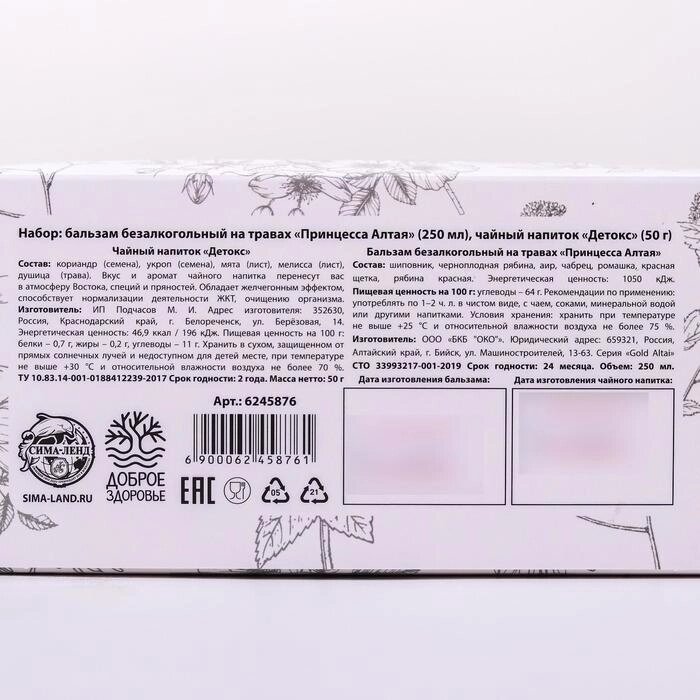 Набор: бальзам безалкогольный на травах «Принцесса Алтая» (250 мл), чайный напиток «Детокс» (50 г)
Чайный напиток «Детокс»
Состав: кориандр (семена), укроп (семена), мята (лист), мелисса (лист),
душица (трава). Вкус и аромат чайного напитка перенесут вас
в атмосферу Востока, специй и пряностей. Обладает желчегонным эффектом,
способствует нормализации деятельности ЖКТ, очищению организма.
Изготовитель: ИП Подчасов М. И. Адрес изготовителя: 352630,
Россия, Краснодарский край, г. Белореченск, ул. Берёзовая, 14.
Энергетическая ценность: 46,9 ккал / 196 кДж. Пищевая ценность на 100 г:
белки – 0,7 г, жиры – 0,2 г, углеводы – 11 г. Хранить в сухом, защищенном от
прямых солнечных лучей и недоступном для детей месте, при температуре
не выше +30 °С и относительной влажности воздуха не более 70 %.
ТУ 10.83.14-001-0188412239-2017 Срок годности: 2 года. Масса нетто: 50 г
Бальзам безалкогольный на травах «Принцесса Алтая»
Состав: шиповник, черноплодная рябина, аир, чабрец, ромашка, красная
щетка, рябина красная. Энергетическая ценность: 1050 кДж.
Пищевая ценность на 100 г: углеводы – 64 г. Рекомендации по применению:
употреблять по 1–2 ч. л. в чистом виде, с чаем, соками, минеральной водой
или другими напитками. Условия хранения: хранить при температуре
не выше +25 °С и относительной влажности воздуха не более 75 %.
Изготовитель: ООО «БКБ "ОКО"». Юридический адрес: 659321, Россия,
Алтайский край, г. Бийск, ул. Машиностроителей, 13-63. Серия «Gold Altai»
СТО 33993217-001-2019 Срок годности: 24 месяца. Объем: 250 мл.
Дата изготовления бальзама:
Дата изготовления чайного напитка:
Арт.: 6245876
6 900062 458761
СИМА-ЛЕНД
SIMA-LAND.RU
ДОБРОЕ
ЗДОРОВЬЕ
ЕАС
05
21